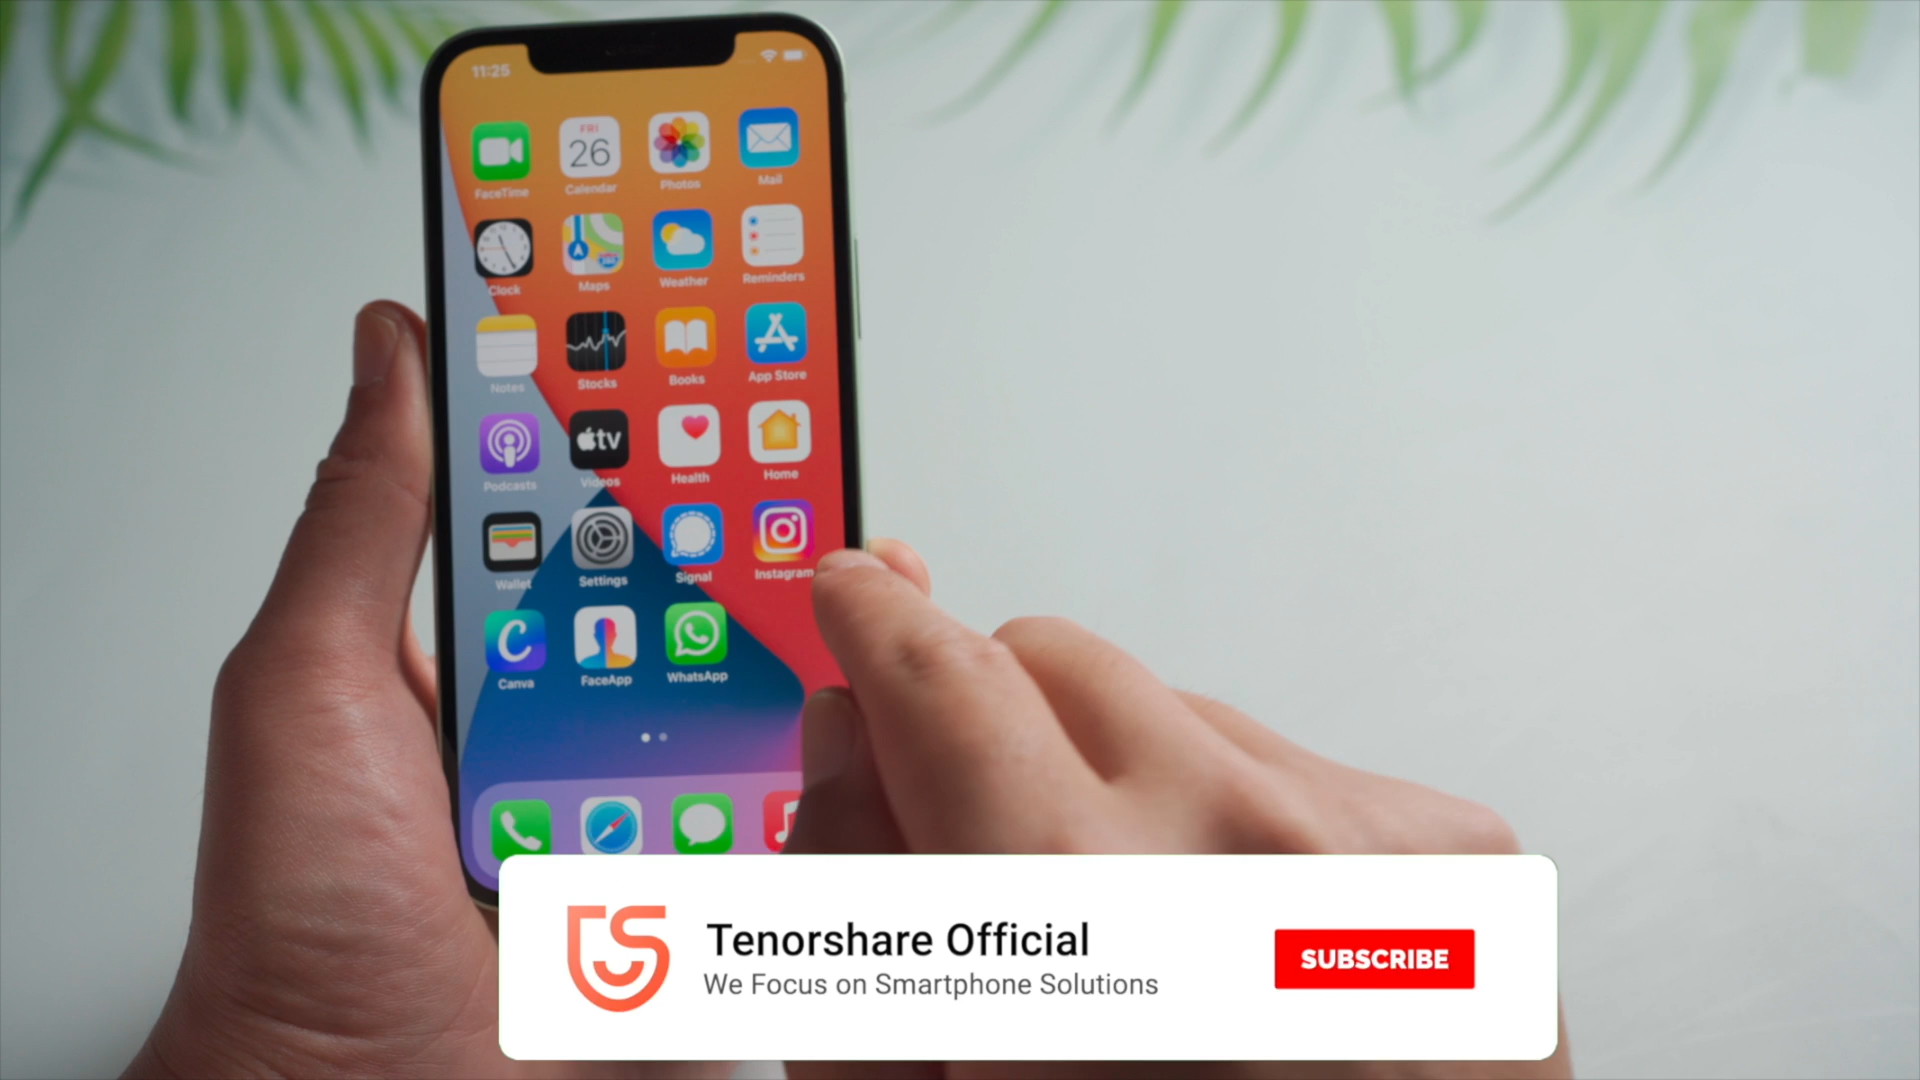 11:25
FRI
26
FaceTime
Calendar
Photos
Mail
Clock
Maps
Weather
Reminders
Notes
Stocks
Books
App Store
Podcasts
tv
Videos
Health
Home
Wallet
Settings
Signal
Instagram
C
Canva
FaceApp
WhatsApp
Tenorshare Official
We Focus on Smartphone Solutions
SUBSCRIBE